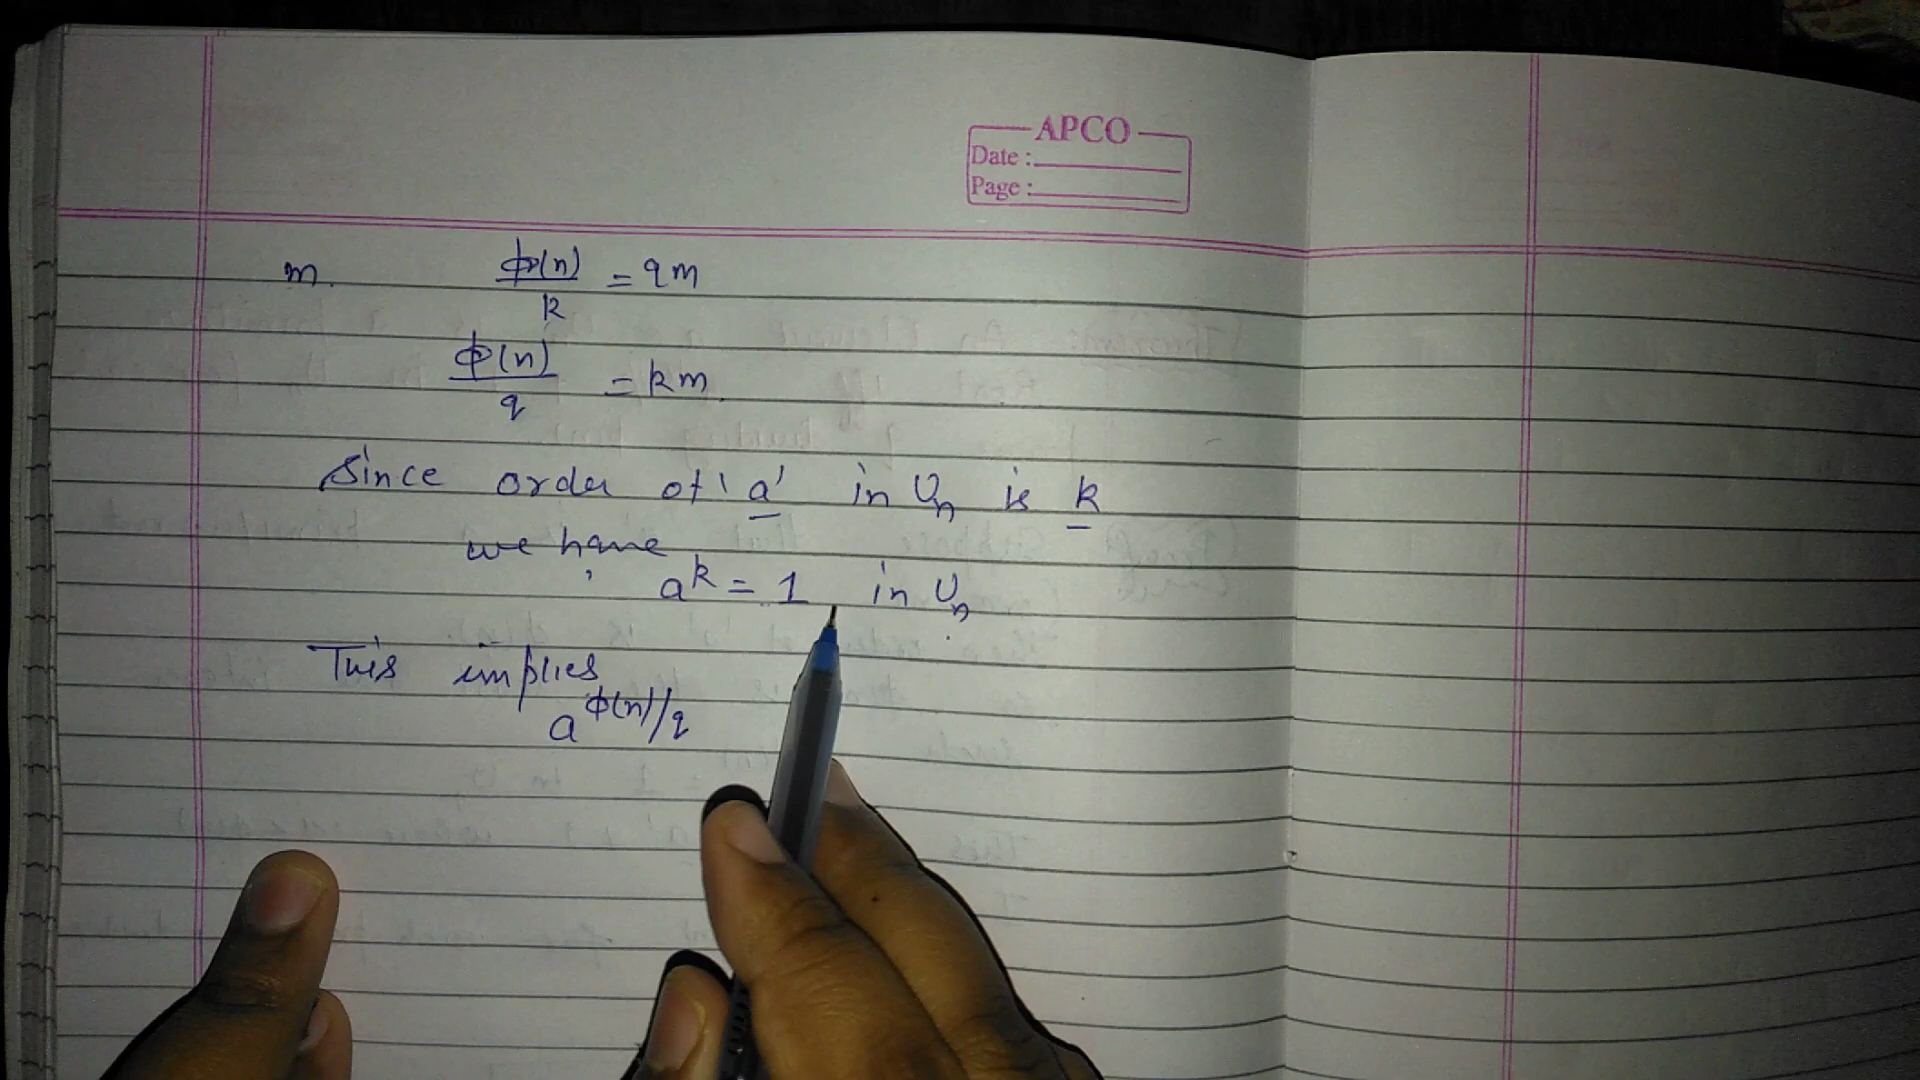 APCO
Date :
Page :
m. φ(n)/k = qm
φ(n)/q = km.
Since order of 'a' in Un is k
we have
a^k = 1 in Un
This implies
a^φ(n)/q